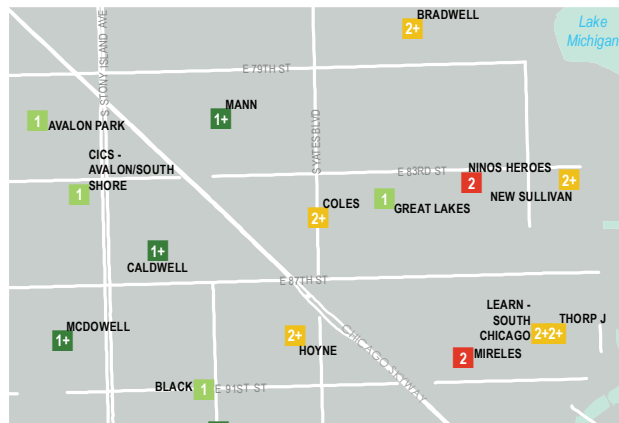 BRADWELL
2+
Lake
Michigan
S. STONY ISLAND AVE
E 79TH ST
MANN
1+
1
AVALON PARK
S YATES BLVD
CICS -
AVALON/SOUTH
SHORE
1
E 83RD ST
NINOS HEROES
2
2+
NEW SULLIVAN
COLES
2+
1
GREAT LAKES
1+
CALDWELL
E 87TH ST
LEARN -
SOUTH
CHICAGO
2+2+
THORP J
MCDOWELL
1+
2+
HOYNE
CHICAGO SKYWAY
2
MIRELES
BLACK
1
E 91ST ST